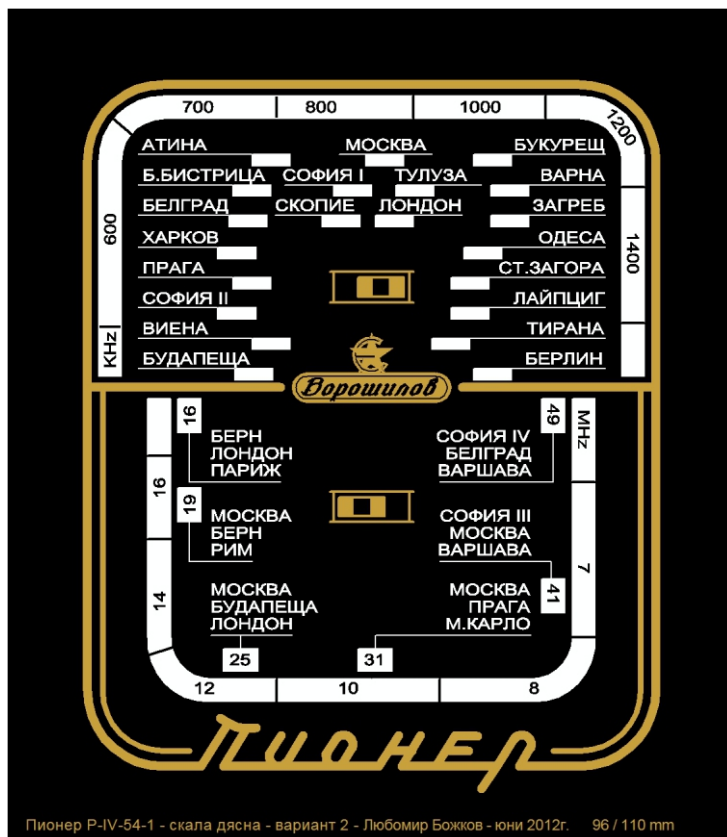 700 800 1000 1200
600
1400
KHz
АТИНА МОСКВА БУКУРЕЩ
Б.БИСТРИЦА СОФИЯ I ТУЛУЗА ВАРНА
БЕЛГРАД СКОПИЕ ЛОНДОН ЗАГРЕБ
ХАРКОВ ОДЕСА
ПРАГА СТ.ЗАГОРА
СОФИЯ II ЛАЙПЦИГ
ВИЕНА ТИРАНА
БУДАПЕЩА БЕРЛИН
Ворошилов
16 49 MHz
БЕРН СОФИЯ IV
ЛОНДОН БЕЛГРАД
ПАРИЖ ВАРШАВА
16 19
МОСКВА СОФИЯ III
БЕРН МОСКВА
РИМ ВАРШАВА
7
14 41
МОСКВА МОСКВА
БУДАПЕЩА ПРАГА
ЛОНДОН М.КАРЛО
25 31
12 10 8
Пионер
Пионер Р-IV-54-1 - скала дясна - вариант 2 - Любомир Божков - юни 2012г. 96 / 110 mm